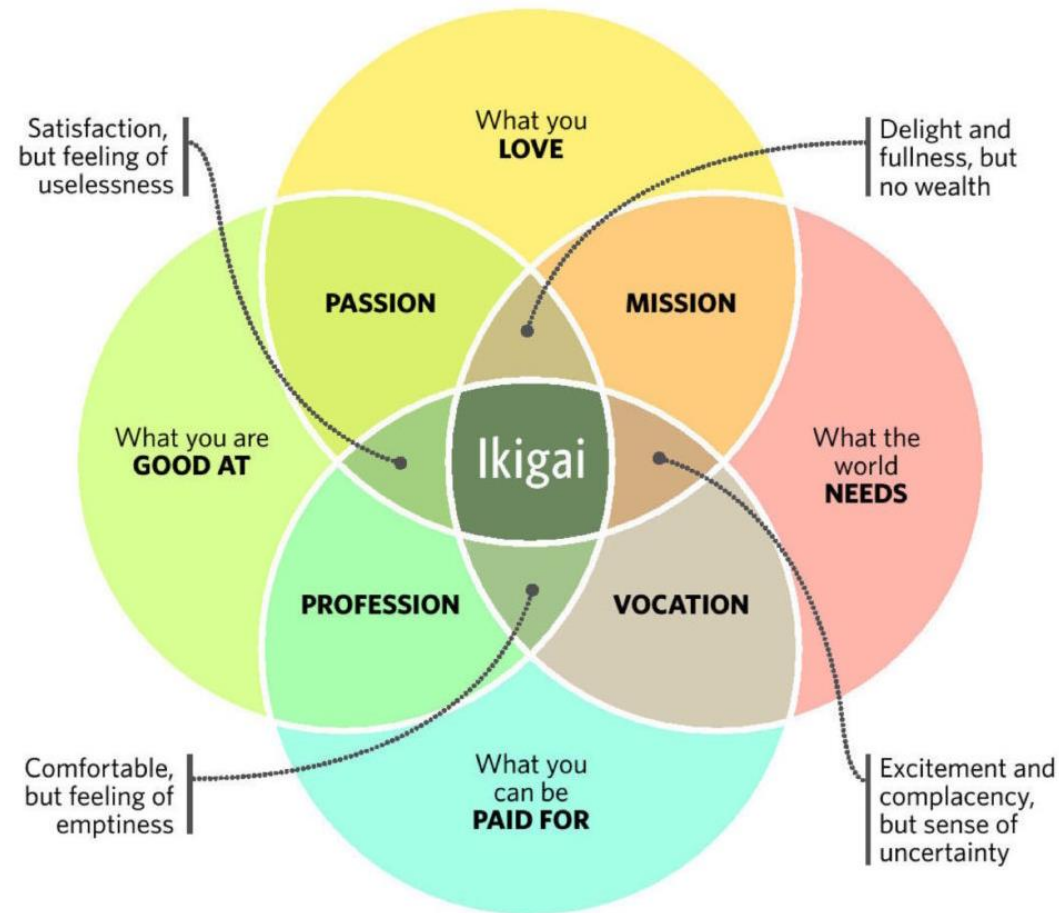 What you
LOVE
Satisfaction,
but feeling of
uselessness
Delight and
fullness, but
no wealth
PASSION
MISSION
What you are
GOOD AT
Ikigai
What the
world
NEEDS
PROFESSION
VOCATION
Comfortable,
but feeling of
emptiness
What you
can be
PAID FOR
Excitement and
complacency,
but sense of
uncertainty